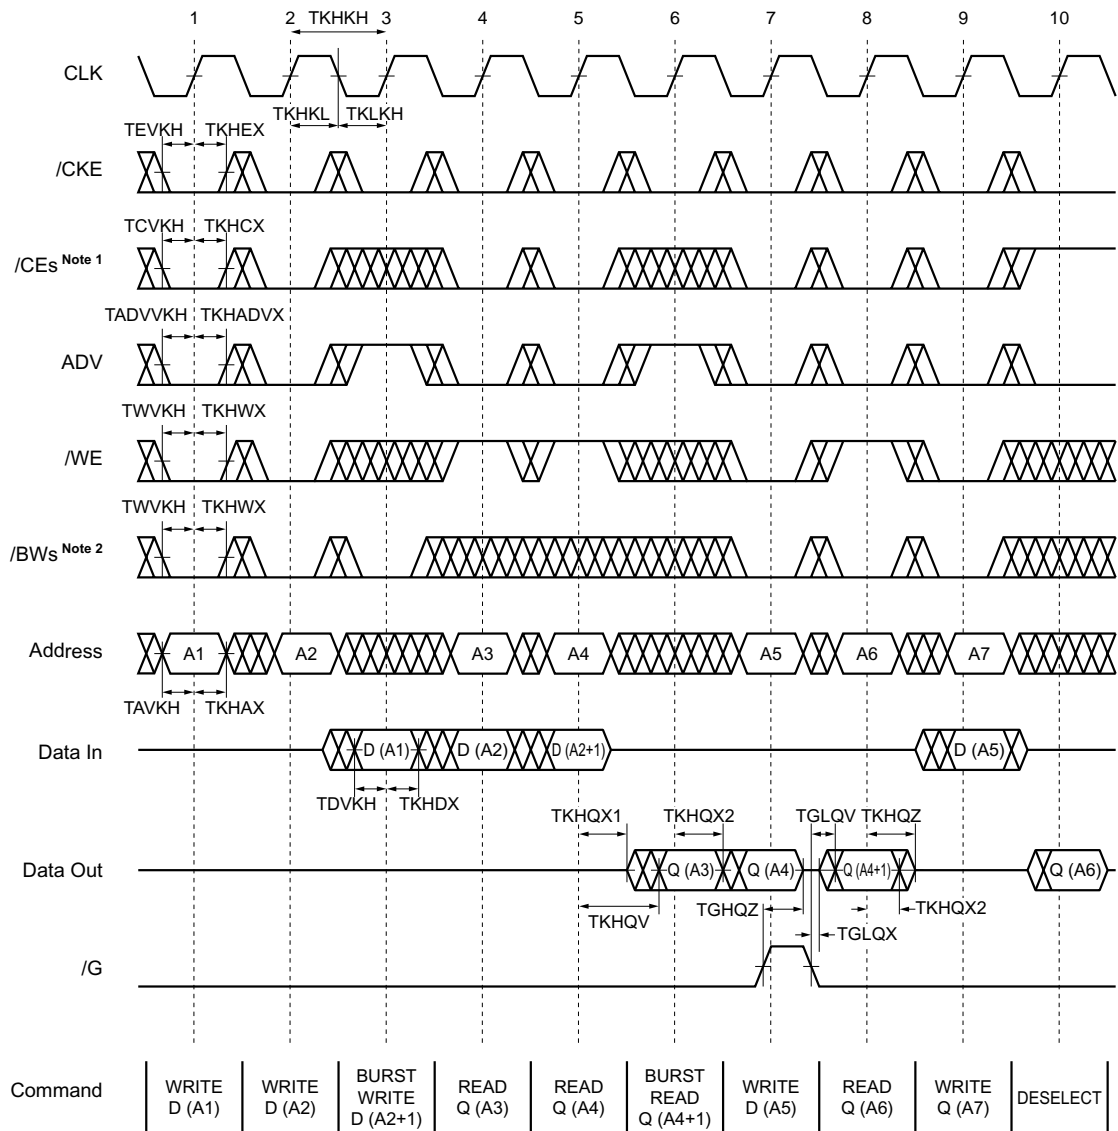 1 2 TKHKH 3 4 5 6 7 8 9 10
CLK
TKHKL TKLKH
TEVKH TKHEX
/CKE
TCVKH TKHCX
/CEs Note 1
TADVVKH TKHADVX
ADV
TWVKH TKHWX
/WE
TWVKH TKHWX
/BWs Note 2
Address A1 A2 A3 A4 A5 A6 A7
TAVKH TKHAX
Data In D (A1) D (A2) D (A2+1) D (A5)
TDVKH TKHDX
TKHQX1 TKHQX2 TGLQV TKHQZ
Data Out Q (A3) Q (A4) Q (A4+1) Q (A6)
TKHQV TGHQZ TKHQX2
TGLQX
/G
Command
WRITE
D (A1)
WRITE
D (A2)
BURST
WRITE
D (A2+1)
READ
Q (A3)
READ
Q (A4)
BURST
READ
Q (A4+1)
WRITE
D (A5)
READ
Q (A6)
WRITE
Q (A7)
DESELECT